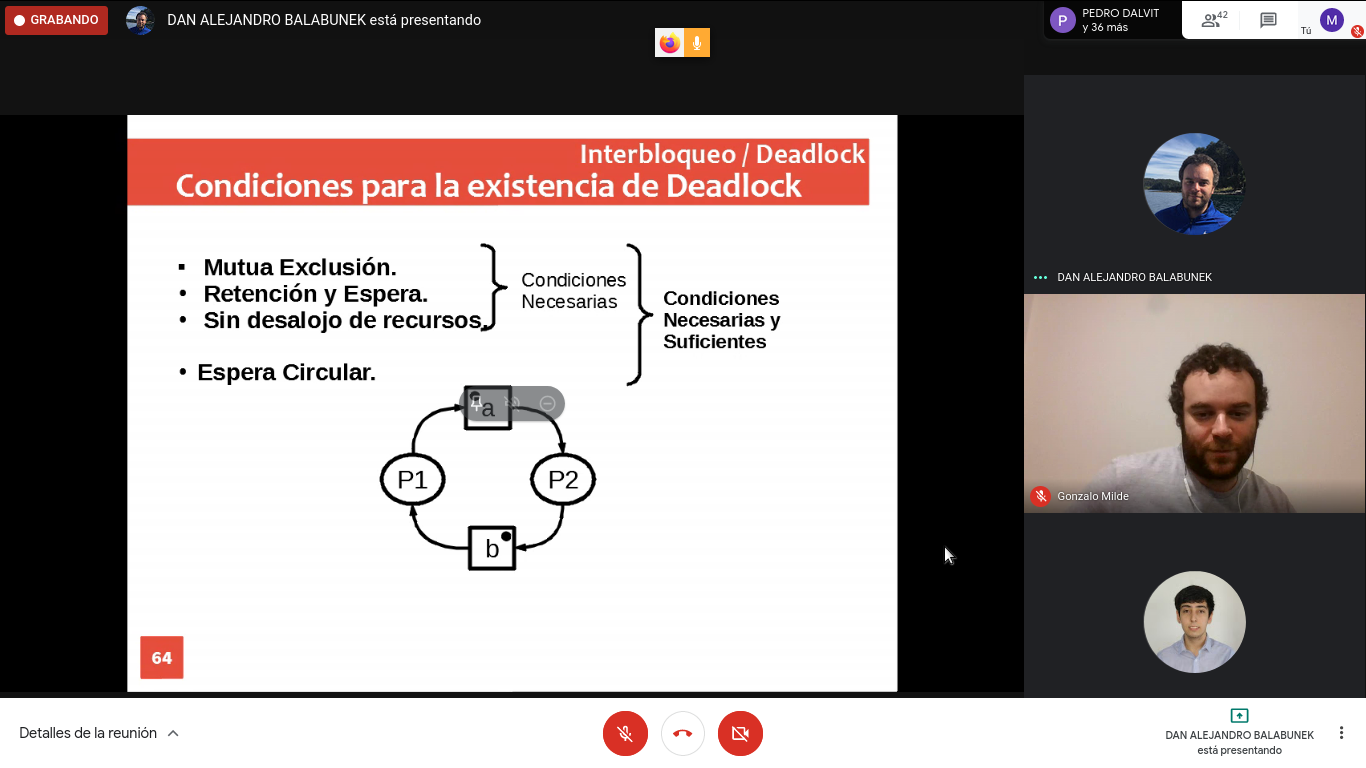 GRABANDO
DAN ALEJANDRO BALABUNEK está presentando
P
PEDRO DALVIT
y 36 más
42
Tú
M
Interbloqueo / Deadlock
Condiciones para la existencia de Deadlock
▪ Mutua Exclusión.
• Retención y Espera.
• Sin desalojo de recursos.
Condiciones
Necesarias
Condiciones
Necesarias y
Suficientes
• Espera Circular.
a
P1
P2
b
64
DAN ALEJANDRO BALABUNEK
Gonzalo Milde
Detalles de la reunión
DAN ALEJANDRO BALABUNEK
está presentando